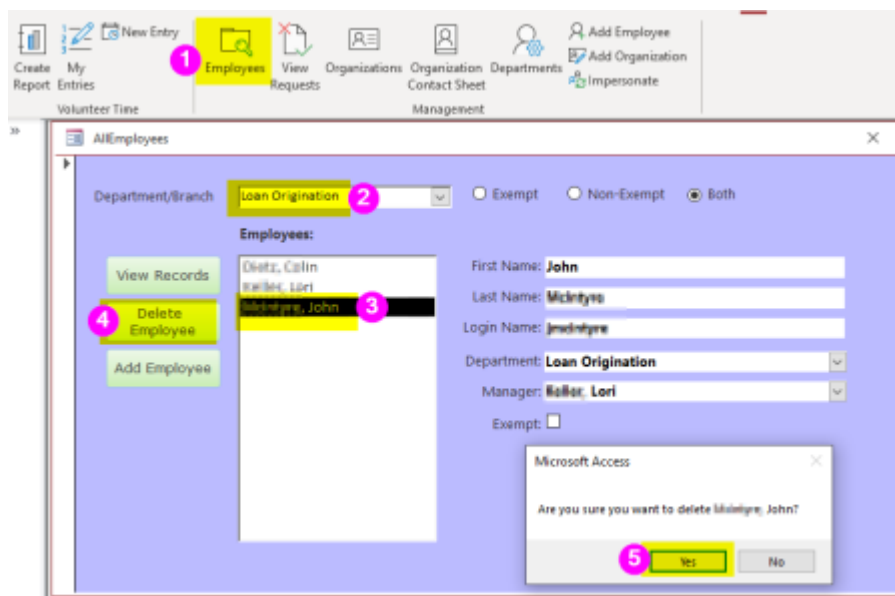 New Entry
Add Employee
Add Organization
Impersonate
1
Create Report
My Entries
Employees
View Requests
Organizations
Organization Contact Sheet
Departments
Volunteer Time
Management
AllEmployees
Department/Branch
Loan Origination
2
Exempt
Non-Exempt
Both
Employees:
View Records
Colin
Lori
John
3
4
Delete
Employee
Add Employee
First Name: John
Last Name:
Login Name:
Department: Loan Origination
Manager: Lori
Exempt:
Microsoft Access
Are you sure you want to delete John?
5
Yes
No